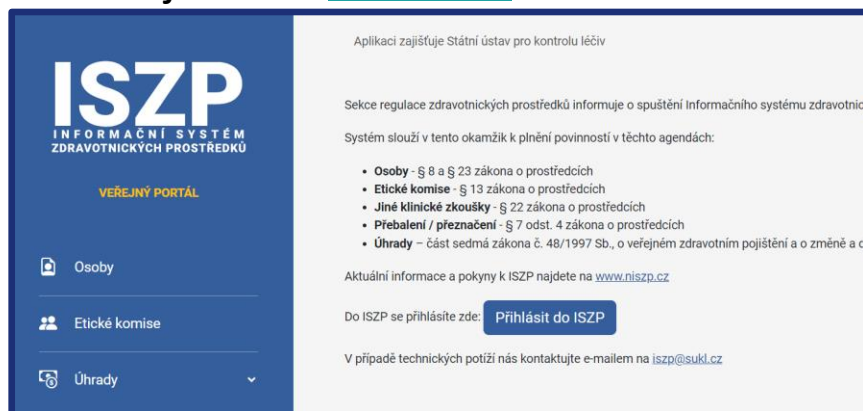 ISZP
INFORMAČNÍ SYSTÉM
ZDRAVOTNICKÝCH PROSTŘEDKŮ
VEŘEJNÝ PORTÁL
Osoby
Etické komise
Úhrady
Aplikaci zajišťuje Státní ústav pro kontrolu léčiv
Sekce regulace zdravotnických prostředků informuje o spuštění Informačního systému
Systém slouží v tento okamžik k plnění povinností v těchto agendách:
• Osoby - § 8 a § 23 zákona o prostředcích
• Etické komise - § 13 zákona o prostředcích
• Jiné klinické zkoušky - § 22 zákona o prostředcích
• Přebalení / přeznačení - § 7 odst. 4 zákona o prostředcích
• Úhrady – část sedmá zákona č. 48/1997 Sb., o veřejném zdravotním pojištění a o změně a
Aktuální informace a pokyny k ISZP najdete na www.niszp.cz
Do ISZP se přihlásíte zde: Přihlásit do ISZP
V případě technických potíží nás kontaktujte e-mailem na iszp@sukl.cz